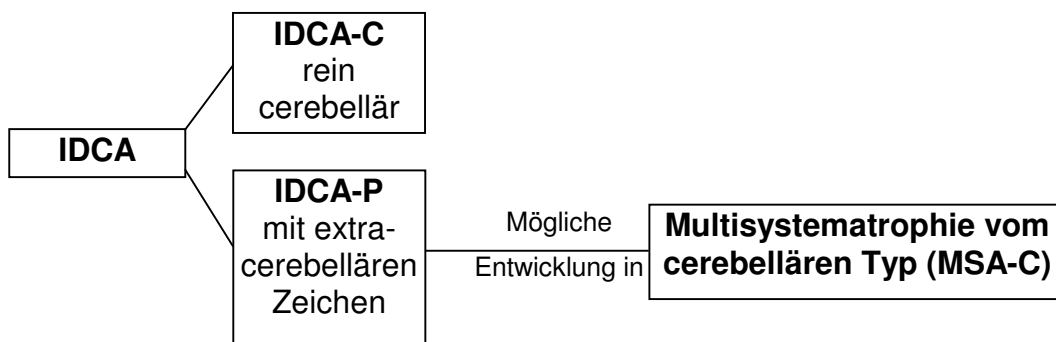 IDCA-C
rein
cerebellär
IDCA
IDCA-P
mit extra-
cerebellären
Zeichen
Mögliche
Entwicklung in
Multisystematrophie vom
cerebellären Typ (MSA-C)